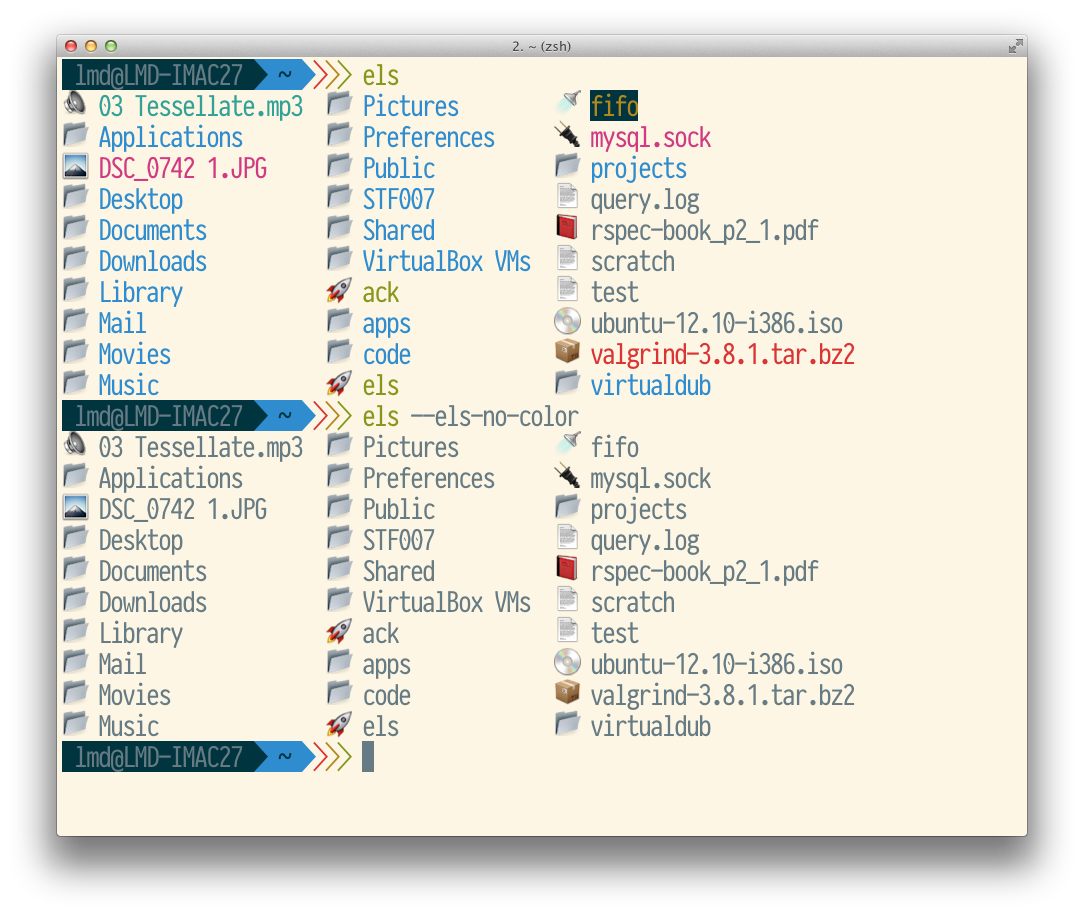 2. ~ (zsh)
lmd@LMD-IMAC27 ~ els
03 Tessellate.mp3 Pictures fifo
Applications Preferences mysql.sock
DSC_0742 1.JPG Public projects
Desktop STF007 query.log
Documents Shared rspec-book_p2_1.pdf
Downloads VirtualBox VMs scratch
Library ack test
Mail apps ubuntu-12.10-i386.iso
Movies code valgrind-3.8.1.tar.bz2
Music els virtualdub
lmd@LMD-IMAC27 ~ els --els-no-color
03 Tessellate.mp3 Pictures fifo
Applications Preferences mysql.sock
DSC_0742 1.JPG Public projects
Desktop STF007 query.log
Documents Shared rspec-book_p2_1.pdf
Downloads VirtualBox VMs scratch
Library ack test
Mail apps ubuntu-12.10-i386.iso
Movies code valgrind-3.8.1.tar.bz2
Music els virtualdub
lmd@LMD-IMAC27 ~